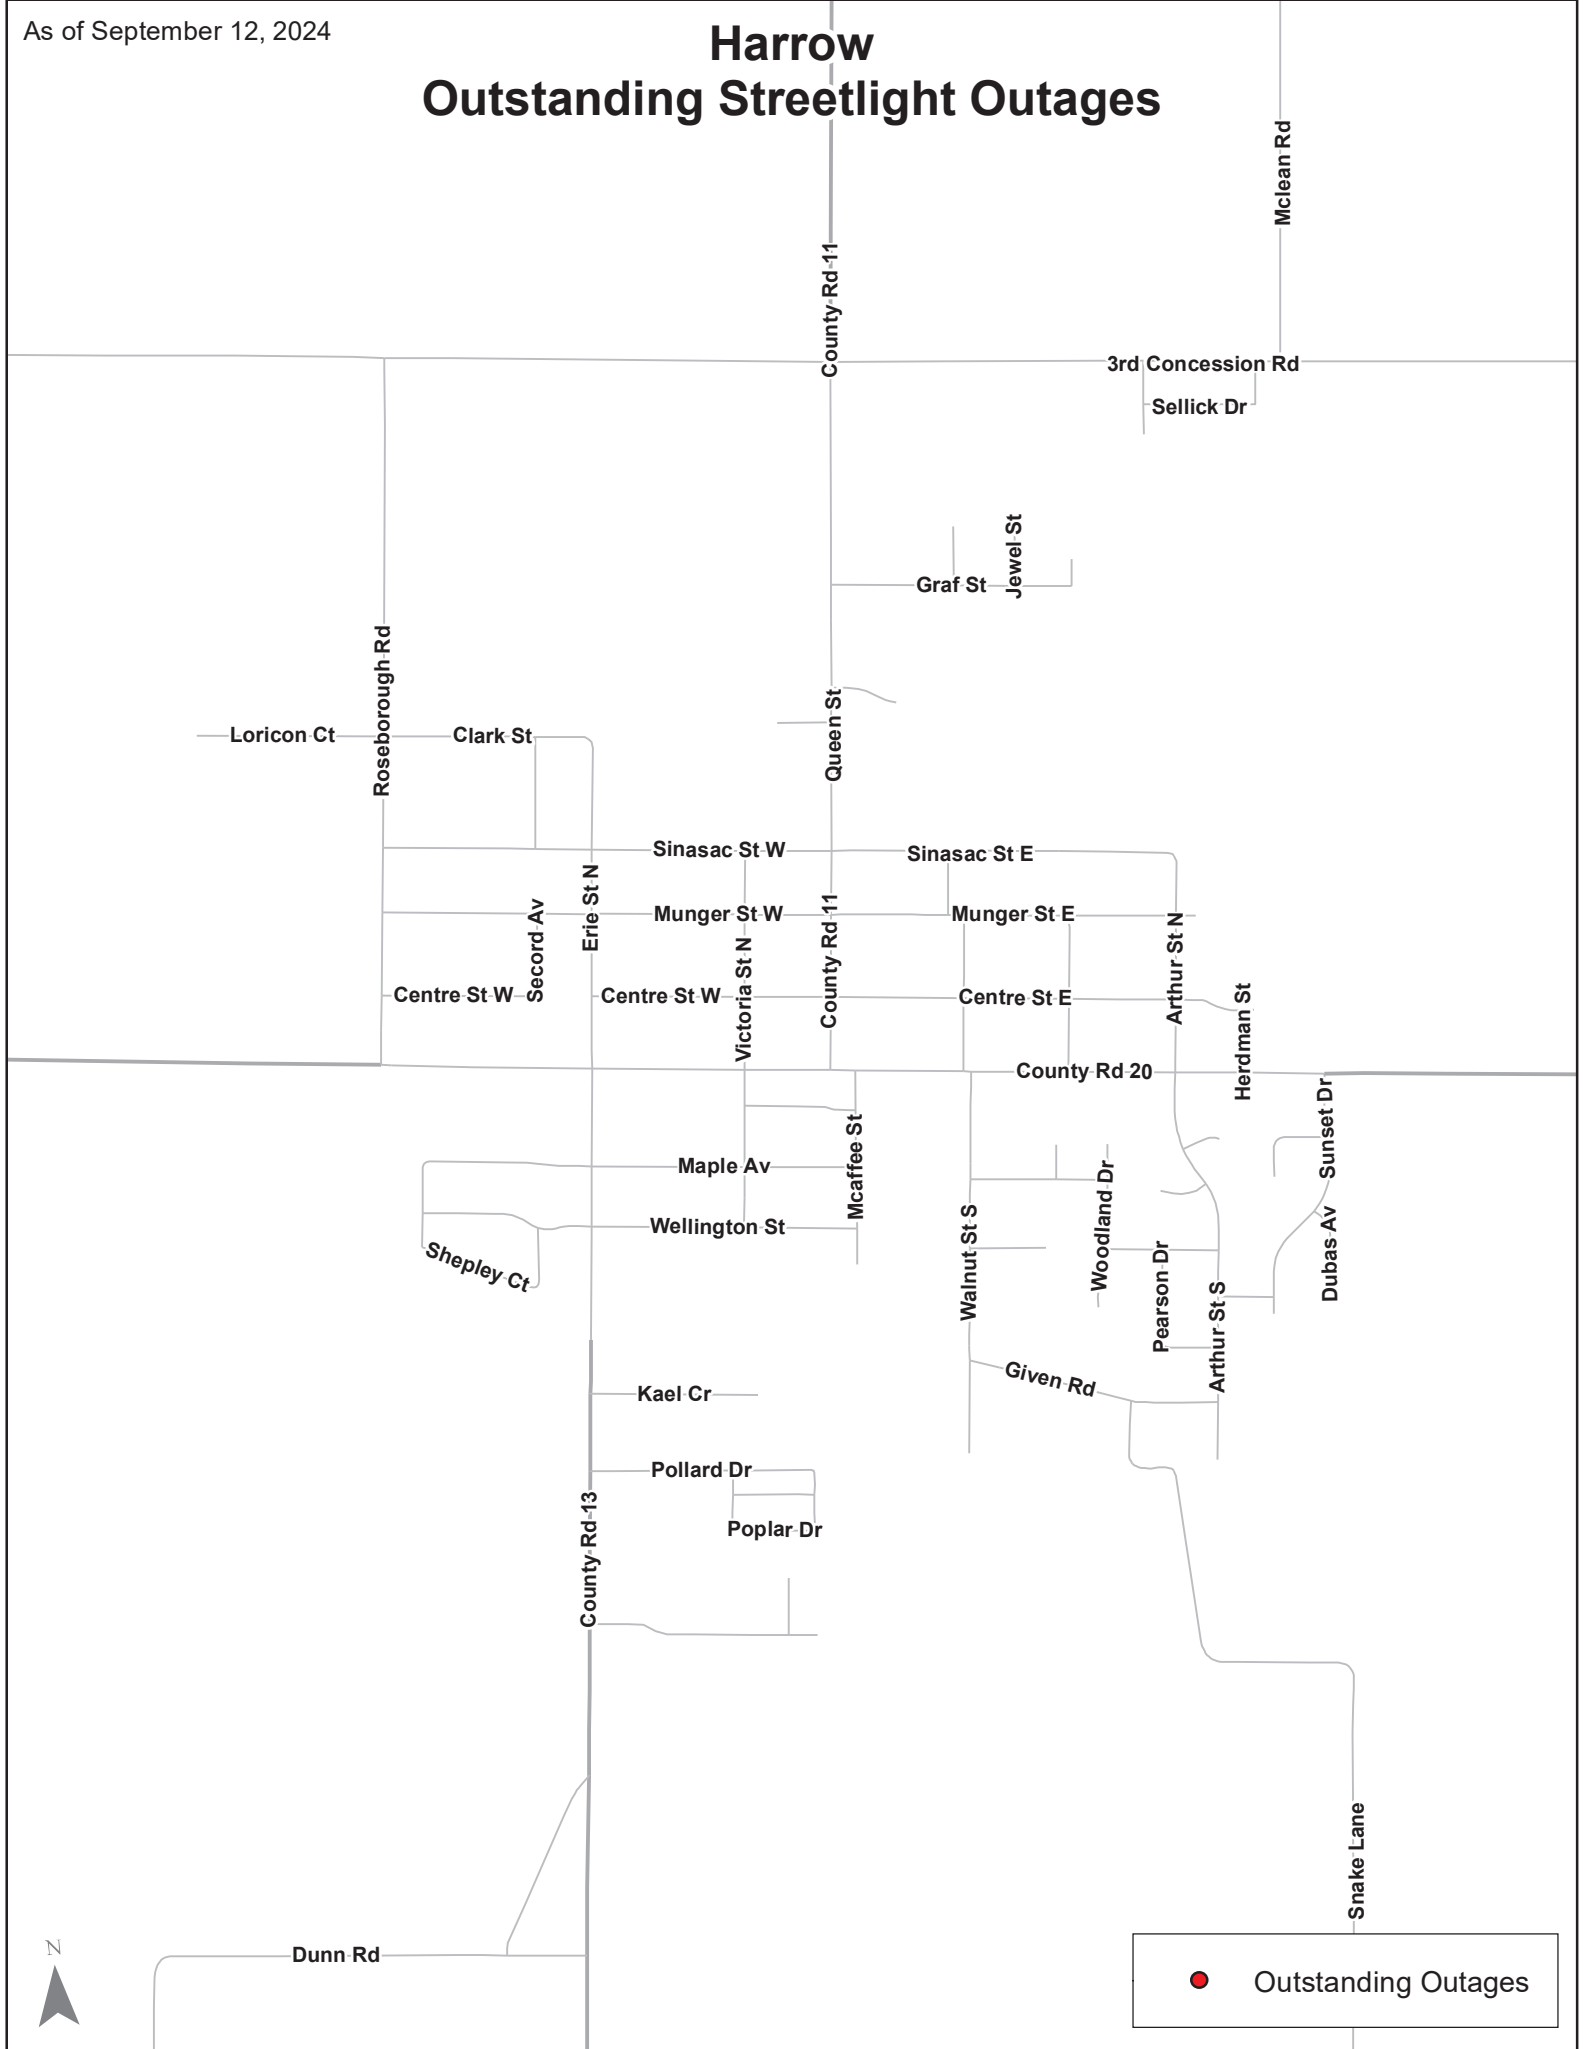 As of September 12, 2024
Harrow
Outstanding Streetlight Outages
Mclean Rd
County Rd 11
3rd Concession Rd
Sellick Dr
Jewel St
Graf St
Roseborough Rd
Queen St
Loricon Ct
Clark St
Sinasac St W
Sinasac St E
Erie St N
Munger St W
Munger St E
Second Av
County Rd 11
Arthur St N
Victoria St N
Centre St W
Centre St W
Centre St E
Herdman St
County Rd 20
Sunset Dr
Mcaffee St
Maple Av
Woodland Dr
Wellington St
Walnut St S
Dubas Av
Shepley Ct
Pearson Dr
Arthur St S
Given Rd
Kael Cr
Pollard Dr
County Rd 13
Poplar Dr
Snake Lane
N
Dunn Rd
Outstanding Outages